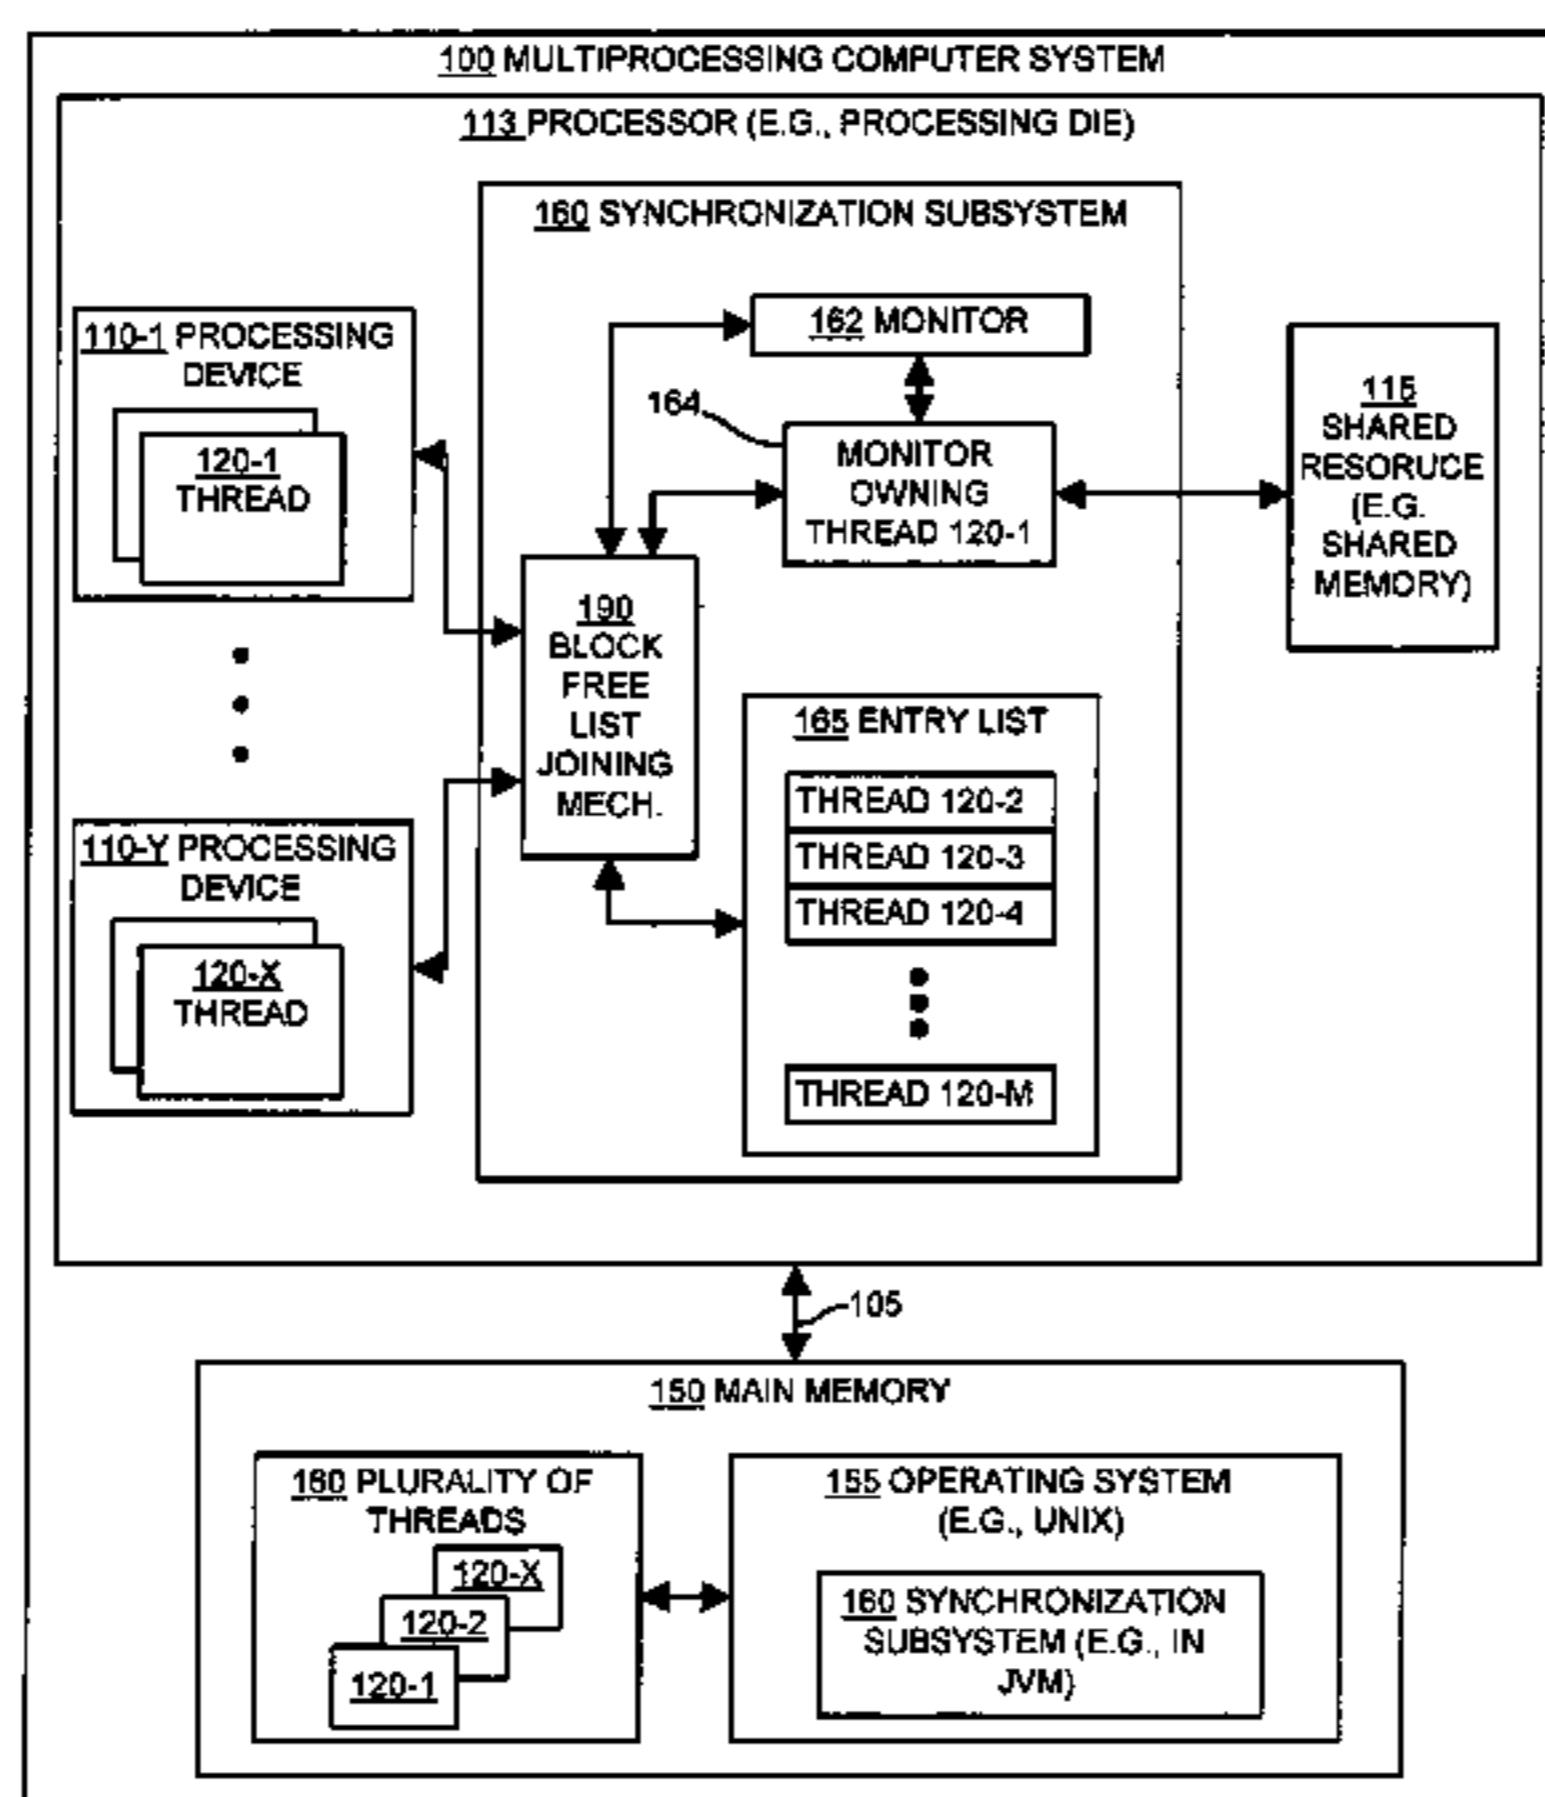 100 MULTIPROCESSING COMPUTER SYSTEM
113 PROCESSOR (E.G., PROCESSING DIE)
160 SYNCHRONIZATION SUBSYSTEM
110-1 PROCESSING
DEVICE
120-1
THREAD
162 MONITOR
164
MONITOR
OWNING
THREAD 120-1
115
SHARED
RESORUCE
(E.G.
SHARED
MEMORY)
190
BLOCK
FREE
LIST
JOINING
MECH.
165 ENTRY LIST
THREAD 120-2
THREAD 120-3
THREAD 120-4
THREAD 120-M
110-Y PROCESSING
DEVICE
120-X
THREAD
105
150 MAIN MEMORY
160 PLURALITY OF
THREADS
120-X
120-2
120-1
155 OPERATING SYSTEM
(E.G., UNIX)
160 SYNCHRONIZATION
SUBSYSTEM (E.G., IN
JVM)